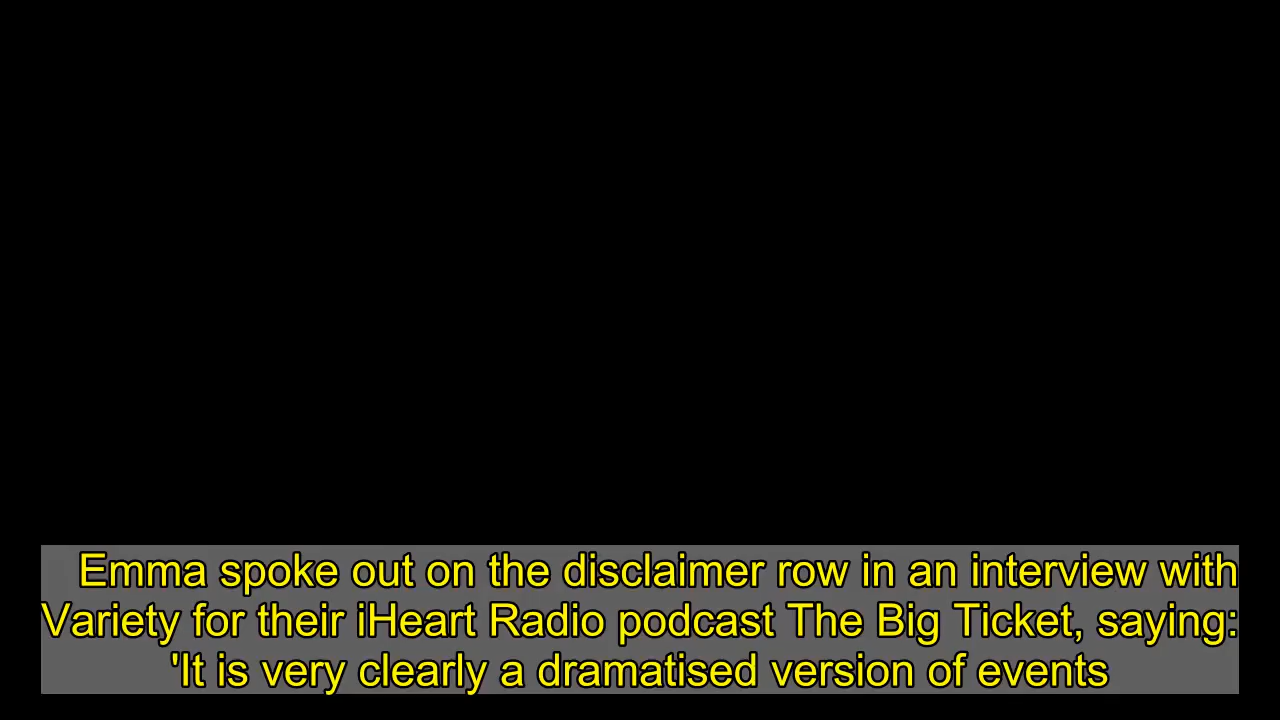 Emma spoke out on the disclaimer row in an interview with
Variety for their iHeart Radio podcast The Big Ticket, saying:
'It is very clearly a dramatised version of events